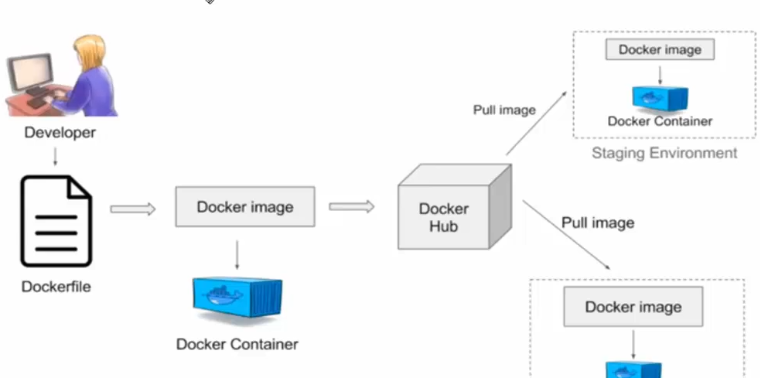 Developer
Dockerfile
Docker image
Docker Container
Docker
Hub
Pull image
Docker image
Docker Container
Staging Environment
Pull image
Docker image